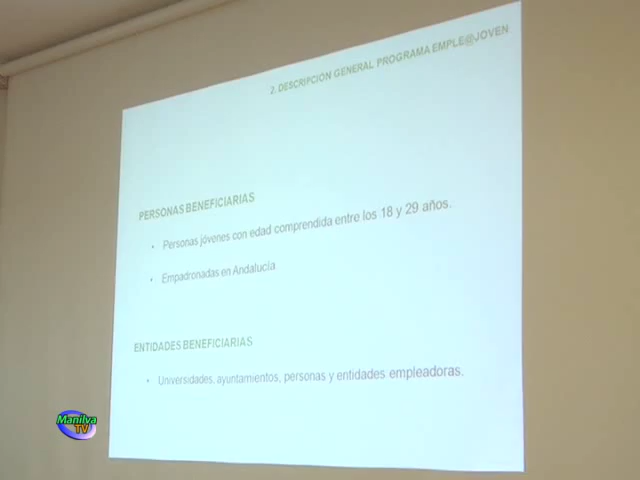 2. DESCRIPCIÓN GENERAL PROGRAMA EMPLE@JOVEN
PERSONAS BENEFICIARIAS
• Personas jóvenes con edad comprendida entre los 18 y 29 años.
• Empadronadas en Andalucía
ENTIDADES BENEFICIARIAS
• Universidades, ayuntamientos, personas y entidades empleadoras.
Manilva
TV